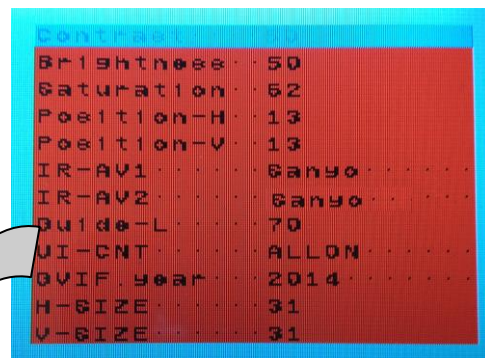 Contrast
Brightness 50
Saturation
Position-H 13
Position-V 13
IR-AV1 Sanyo
IR-AV2 Sanyo
Guide-L 70
UI-CNT ALLON
GVIF.year 2014
H-SIZE 31
V-SIZE 31